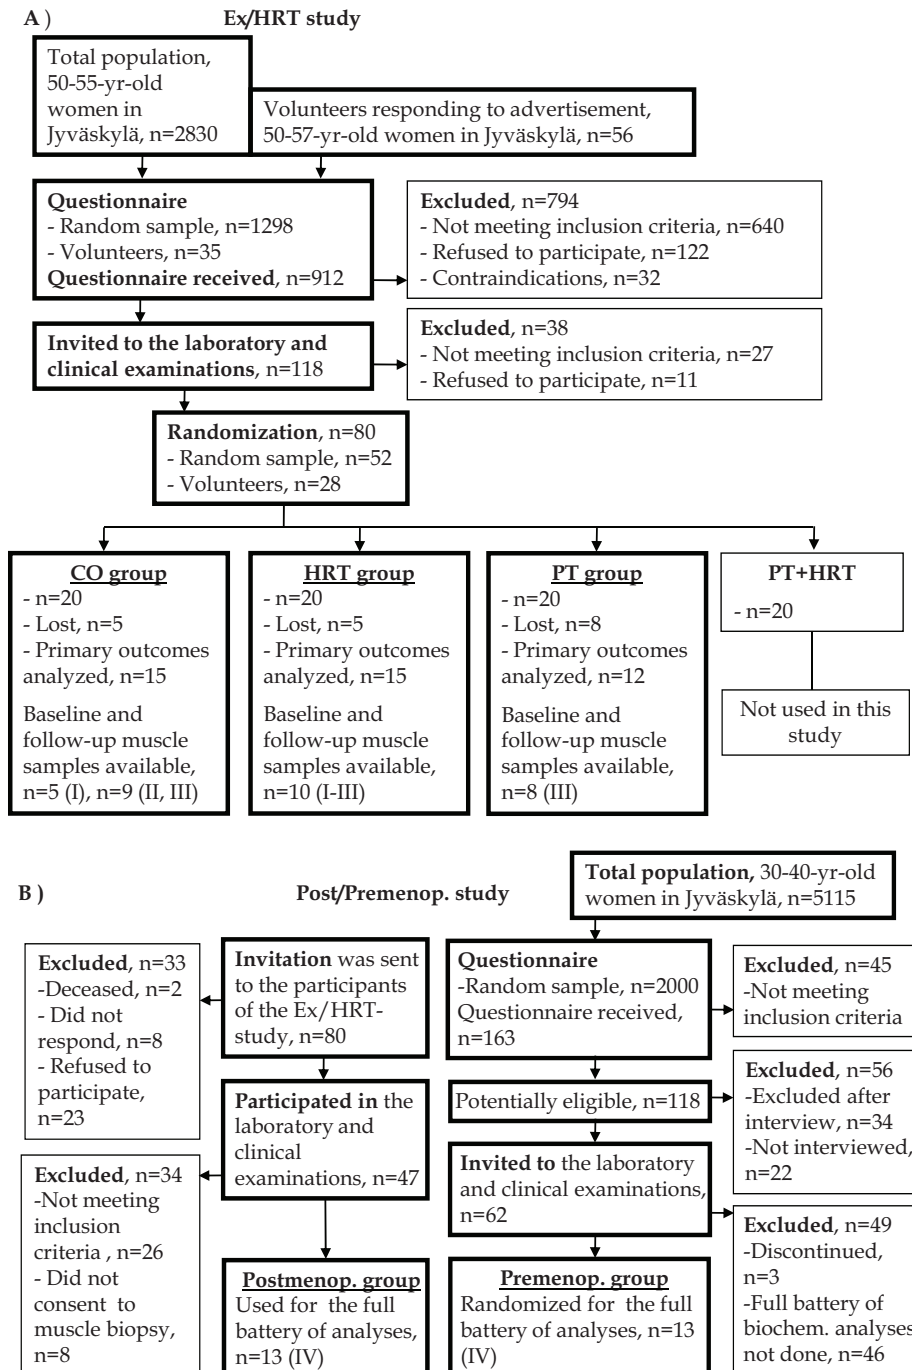 A )
Ex/HRT study
Total population,
50-55-yr-old
women in
Jyväskylä, n=2830
Volunteers responding to advertisement,
50-57-yr-old women in Jyväskylä, n=56
Questionnaire
- Random sample, n=1298
- Volunteers, n=35
Questionnaire received, n=912
Excluded, n=794
- Not meeting inclusion criteria, n=640
- Refused to participate, n=122
- Contraindications, n=32
Invited to the laboratory and
clinical examinations, n=118
Excluded, n=38
- Not meeting inclusion criteria, n=27
- Refused to participate, n=11
Randomization, n=80
- Random sample, n=52
- Volunteers, n=28
CO group
- n=20
- Lost, n=5
- Primary outcomes
analyzed, n=15
Baseline and
follow-up muscle
samples available,
n=5 (I), n=9 (II, III)
HRT group
- n=20
- Lost, n=5
- Primary outcomes
analyzed, n=15
Baseline and
follow-up muscle
samples available,
n=10 (I-III)
PT group
- n=20
- Lost, n=8
- Primary outcomes
analyzed, n=12
Baseline and
follow-up muscle
samples available,
n=8 (III)
PT+HRT
- n=20
Not used in this
study
B )
Post/Premenop. study
Total population, 30-40-yr-old
women in Jyväskylä, n=5115
Excluded, n=33
-Deceased, n=2
- Did not
respond, n=8
- Refused to
participate,
n=23
Invitation was sent
to the participants
of the Ex/HRT-
study, n=80
Questionnaire
-Random sample, n=2000
Questionnaire received,
n=163
Excluded, n=45
-Not meeting
inclusion criteria
Participated in the
laboratory and
clinical
examinations, n=47
Potentially eligible, n=118
Excluded, n=56
-Excluded after
interview, n=34
-Not interviewed,
n=22
Excluded, n=34
-Not meeting
inclusion
criteria , n=26
- Did not
consent to
muscle biopsy,
n=8
Invited to the laboratory
and clinical examinations,
n=62
Excluded, n=49
-Discontinued,
n=3
-Full battery of
biochem. analyses
not done, n=46
Postmenop. group
Used for the full
battery of analyses,
n=13 (IV)
Premenop. group
Randomized for the full
battery of analyses, n=13
(IV)